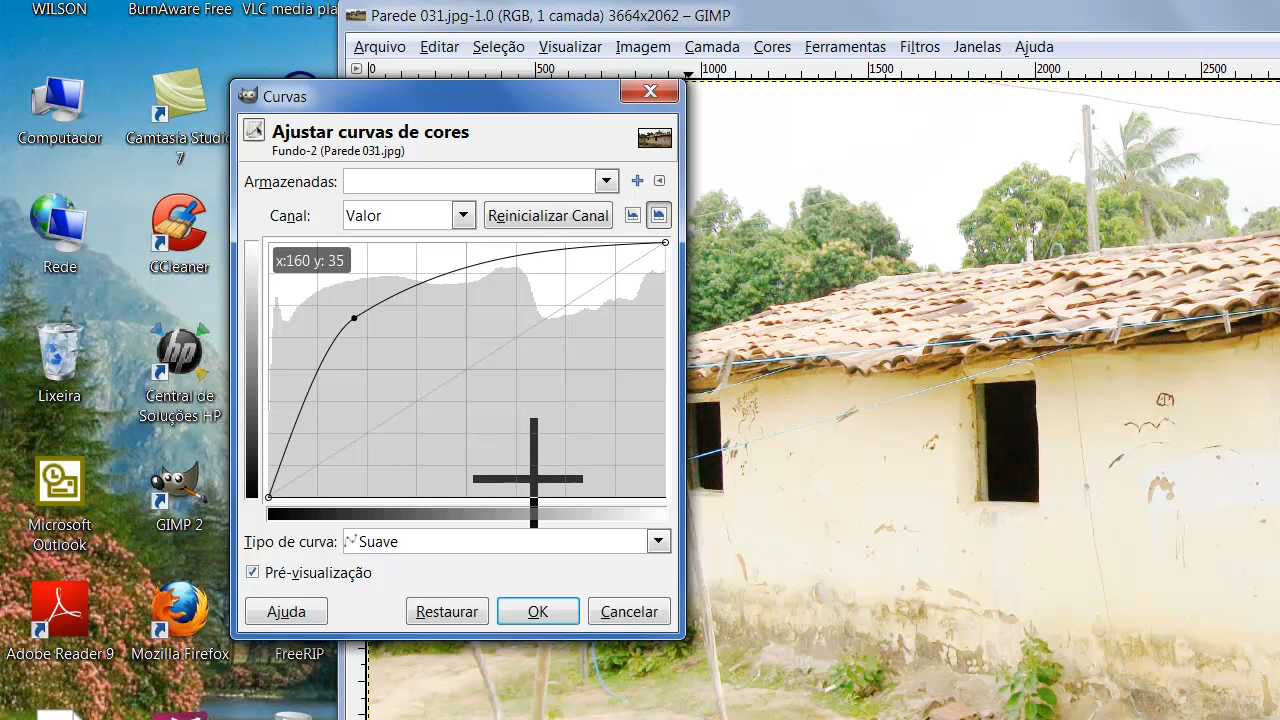 WILSON
BurnAware Free
VLC media pla
Parede 031.jpg-1.0 (RGB, 1 camada) 3664x2062 – GIMP
Arquivo Editar Seleção Visualizar Imagem Camada Cores Ferramentas Filtros Janelas Ajuda
0 500 1000 1500 2000 2500
Computador
Camtasia Studio
7
Rede
CCleaner
Lixeira
Central de
Soluções HP
Microsoft
Outlook
GIMP 2
Adobe Reader 9
Mozilla Firefox
FreeRIP
Curvas
Ajustar curvas de cores
Fundo-2 (Parede 031.jpg)
Armazenadas:
Canal: Valor Reinicializar Canal
x:160 y: 35
Tipo de curva: Suave
Pré-visualização
Ajuda Restaurar OK Cancelar